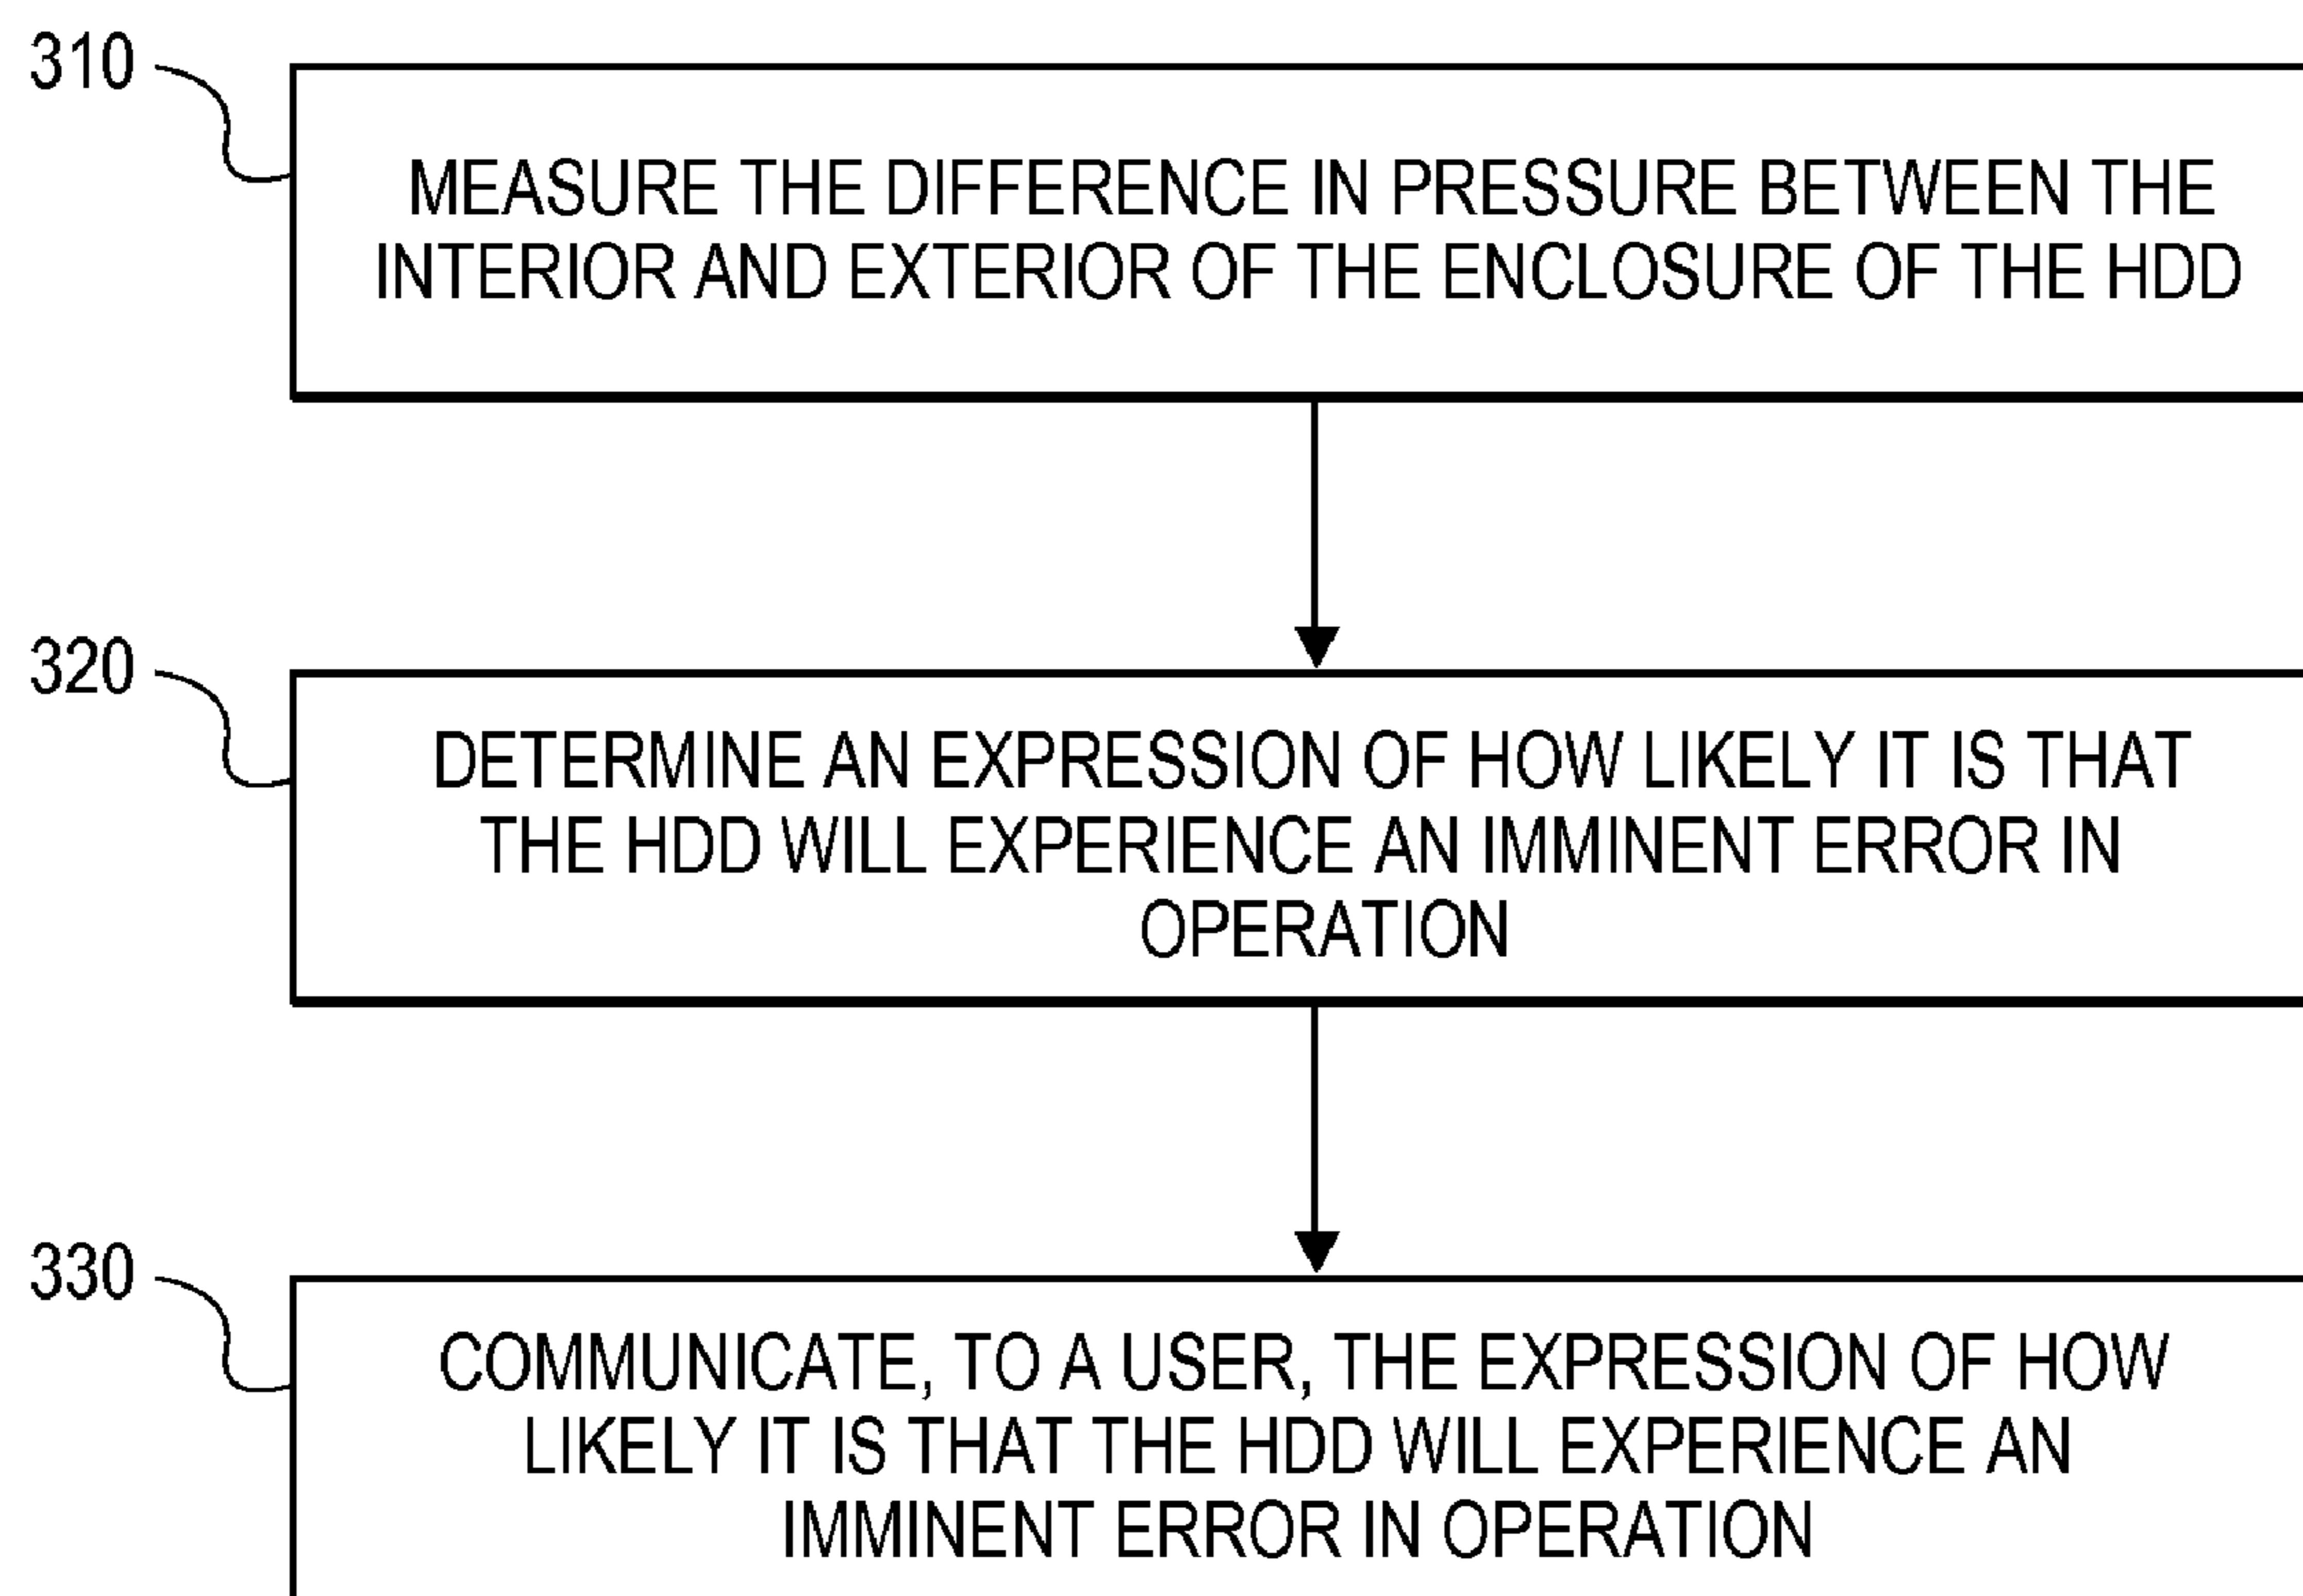 310
MEASURE THE DIFFERENCE IN PRESSURE BETWEEN THE
INTERIOR AND EXTERIOR OF THE ENCLOSURE OF THE HDD
320
DETERMINE AN EXPRESSION OF HOW LIKELY IT IS THAT
THE HDD WILL EXPERIENCE AN IMMINENT ERROR IN
OPERATION
330
COMMUNICATE, TO A USER, THE EXPRESSION OF HOW
LIKELY IT IS THAT THE HDD WILL EXPERIENCE AN
IMMINENT ERROR IN OPERATION